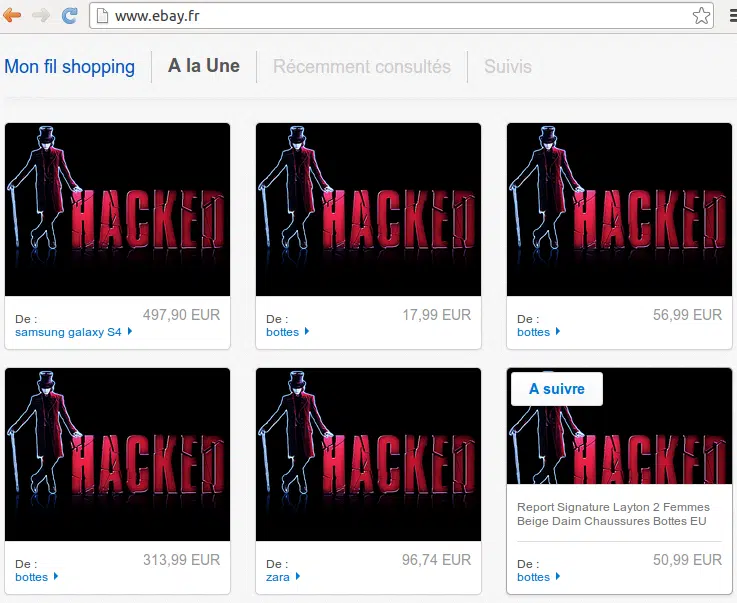 www.ebay.fr
Mon fil shopping
A la Une
Récemment consultés
Suivis
HACKED
HACKED
HACKED
De :
497,90 EUR
samsung galaxy S4
De :
17,99 EUR
bottes
De :
56,99 EUR
bottes
HACKED
HACKED
A suivre
HACKED
Report Signature Layton 2 Femmes
Beige Daim Chaussures Bottes EU
De :
313,99 EUR
bottes
De :
96,74 EUR
zara
De :
50,99 EUR
bottes